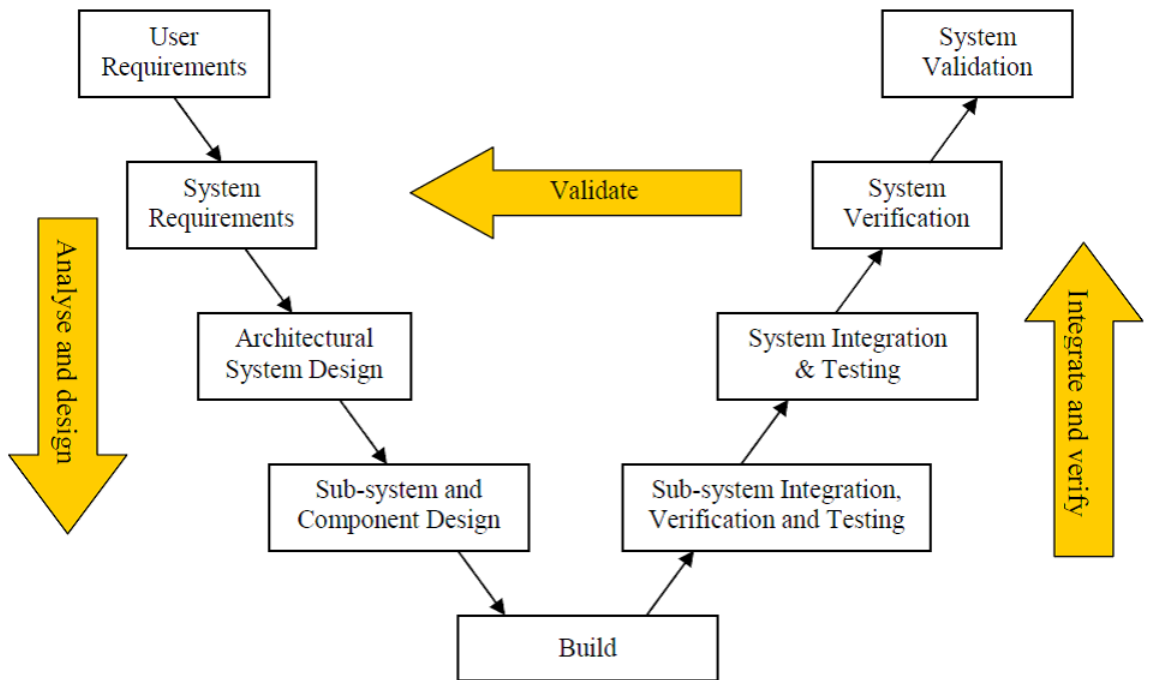 User
Requirements
System
Validation
System
Requirements
Validate
System
Verification
Analyse and design
Architectural
System Design
System Integration
& Testing
Integrate and verify
Sub-system and
Component Design
Sub-system Integration,
Verification and Testing
Build